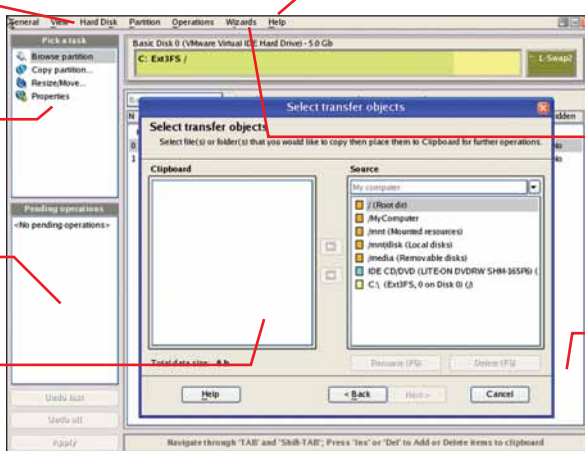 General View Hard Disk Partition Operations Wizards Help
Pick a task
Browse partition
Copy partition...
Resize/Move...
Properties
Basic Disk 0 (VMware Virtual IDE Hard Drive) - 5.0 Gb
C: Ext3FS /
L-Swap2
Select transfer objects
Select transfer objects
Select file(s) or folder(s) that you would like to copy then place them to Clipboard for further operations.
Clipboard
Source
My computer
/ (Root dir)
/MyComputer
/mnt (Mounted resources)
/mnt/disk (Local disks)
/media (Removable disks)
IDE CD/DVD (LITE-ON DVDRW SHM-165P6) (
C:\ (Ext3FS, 0 on Disk 0) (/)
Total data size: 0 b
Rename (F6)
Delete (F8)
Help
< Back
Next >
Cancel
Pending operations
<No pending operations>
Undo last
Undo all
Apply
Navigate through 'TAB' and 'Shift-TAB'; Press 'Ins' or 'Del' to Add or Delete items to clipboard